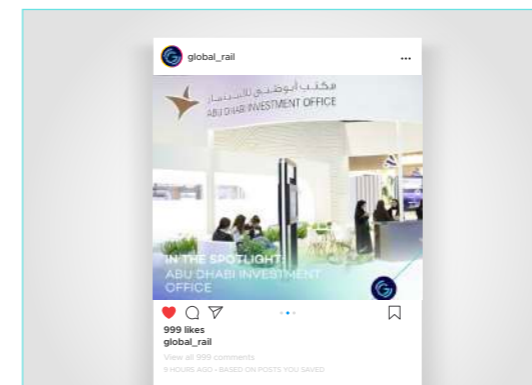 global_rail
مكتب أبوظبي للاستثمار
ABU DHABI INVESTMENT OFFICE
IN THE SPOTLIGHT:
ABU DHABI INVESTMENT
OFFICE
999 likes
global_rail
View all 999 comments
9 HOURS AGO • BASED ON POSTS YOU SAVED